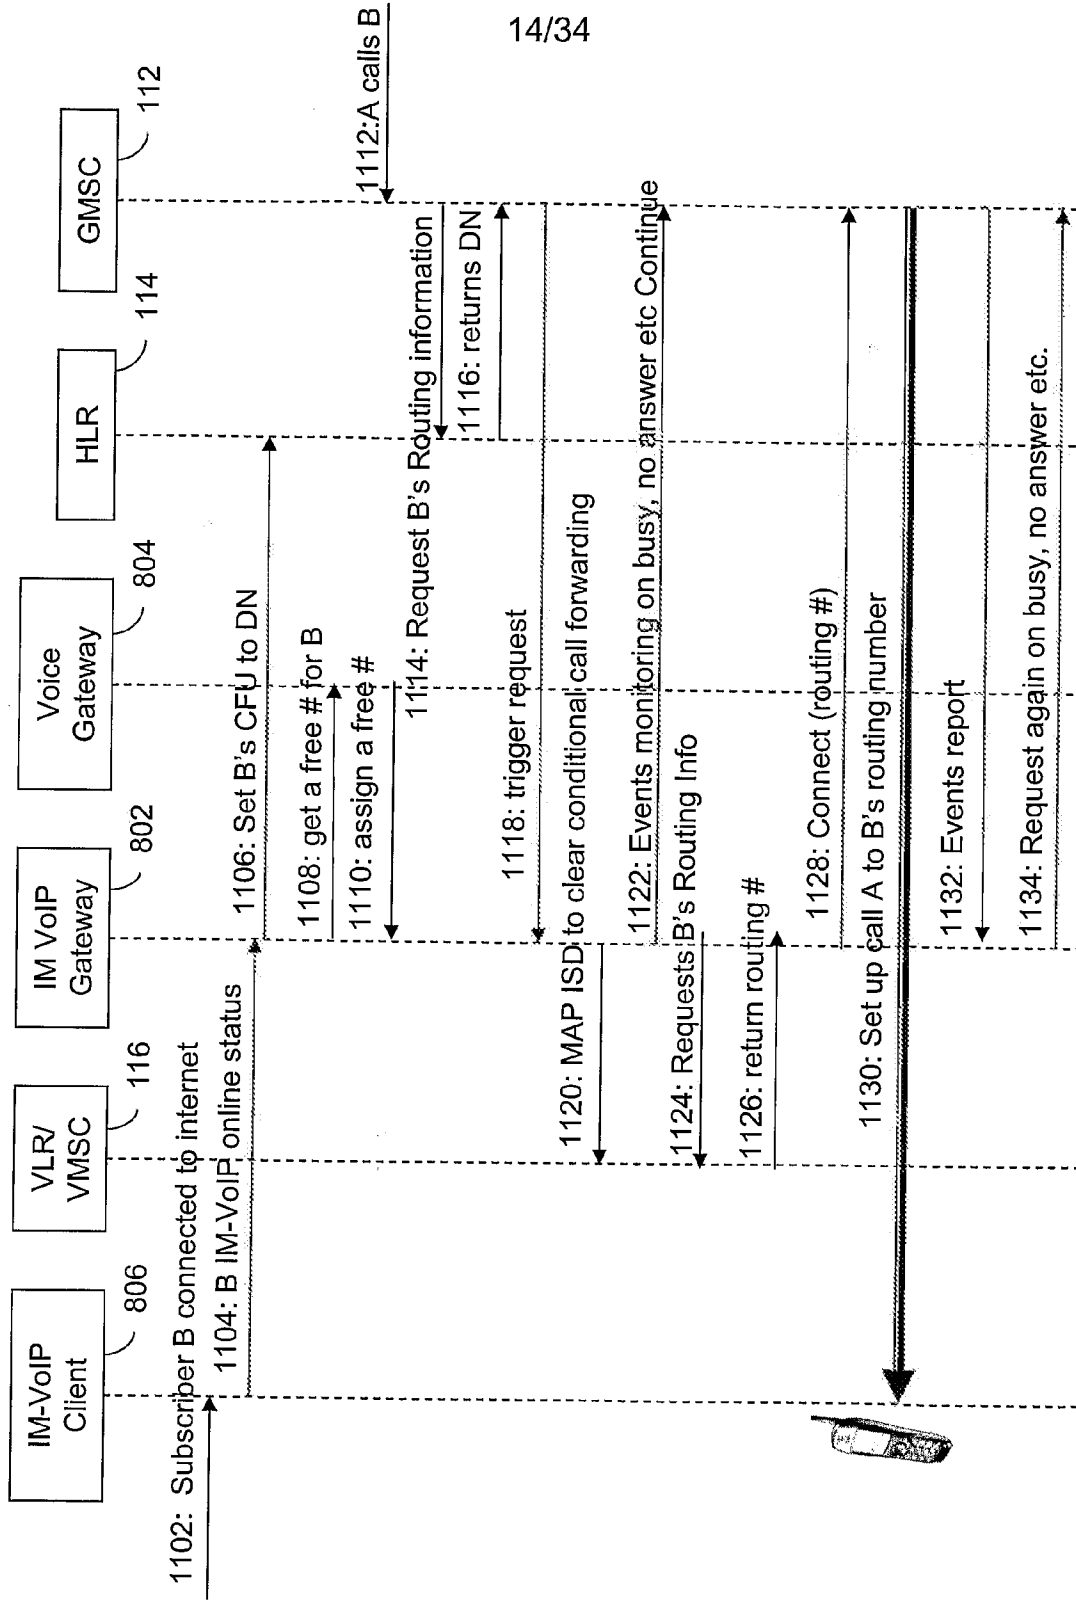 14/34
IM-VoIP
Client
806
VLR/
VMSC
116
IM VoIP
Gateway
802
Voice
Gateway
804
HLR
114
GMSC
112
1102: Subscriber B connected to internet
1104: B IM-VoIP online status
1106: Set B's CFU to DN
1108: get a free # for B
1110: assign a free #
1112:A calls B
1114: Request B's Routing information
1116: returns DN
1118: trigger request
1120: MAP ISD to clear conditional call forwarding
1122: Events monitoring on busy, no answer etc Continue
1124: Requests B's Routing Info
1126: return routing #
1128: Connect (routing #)
1130: Set up call A to B's routing number
1132: Events report
1134: Request again on busy, no answer etc.